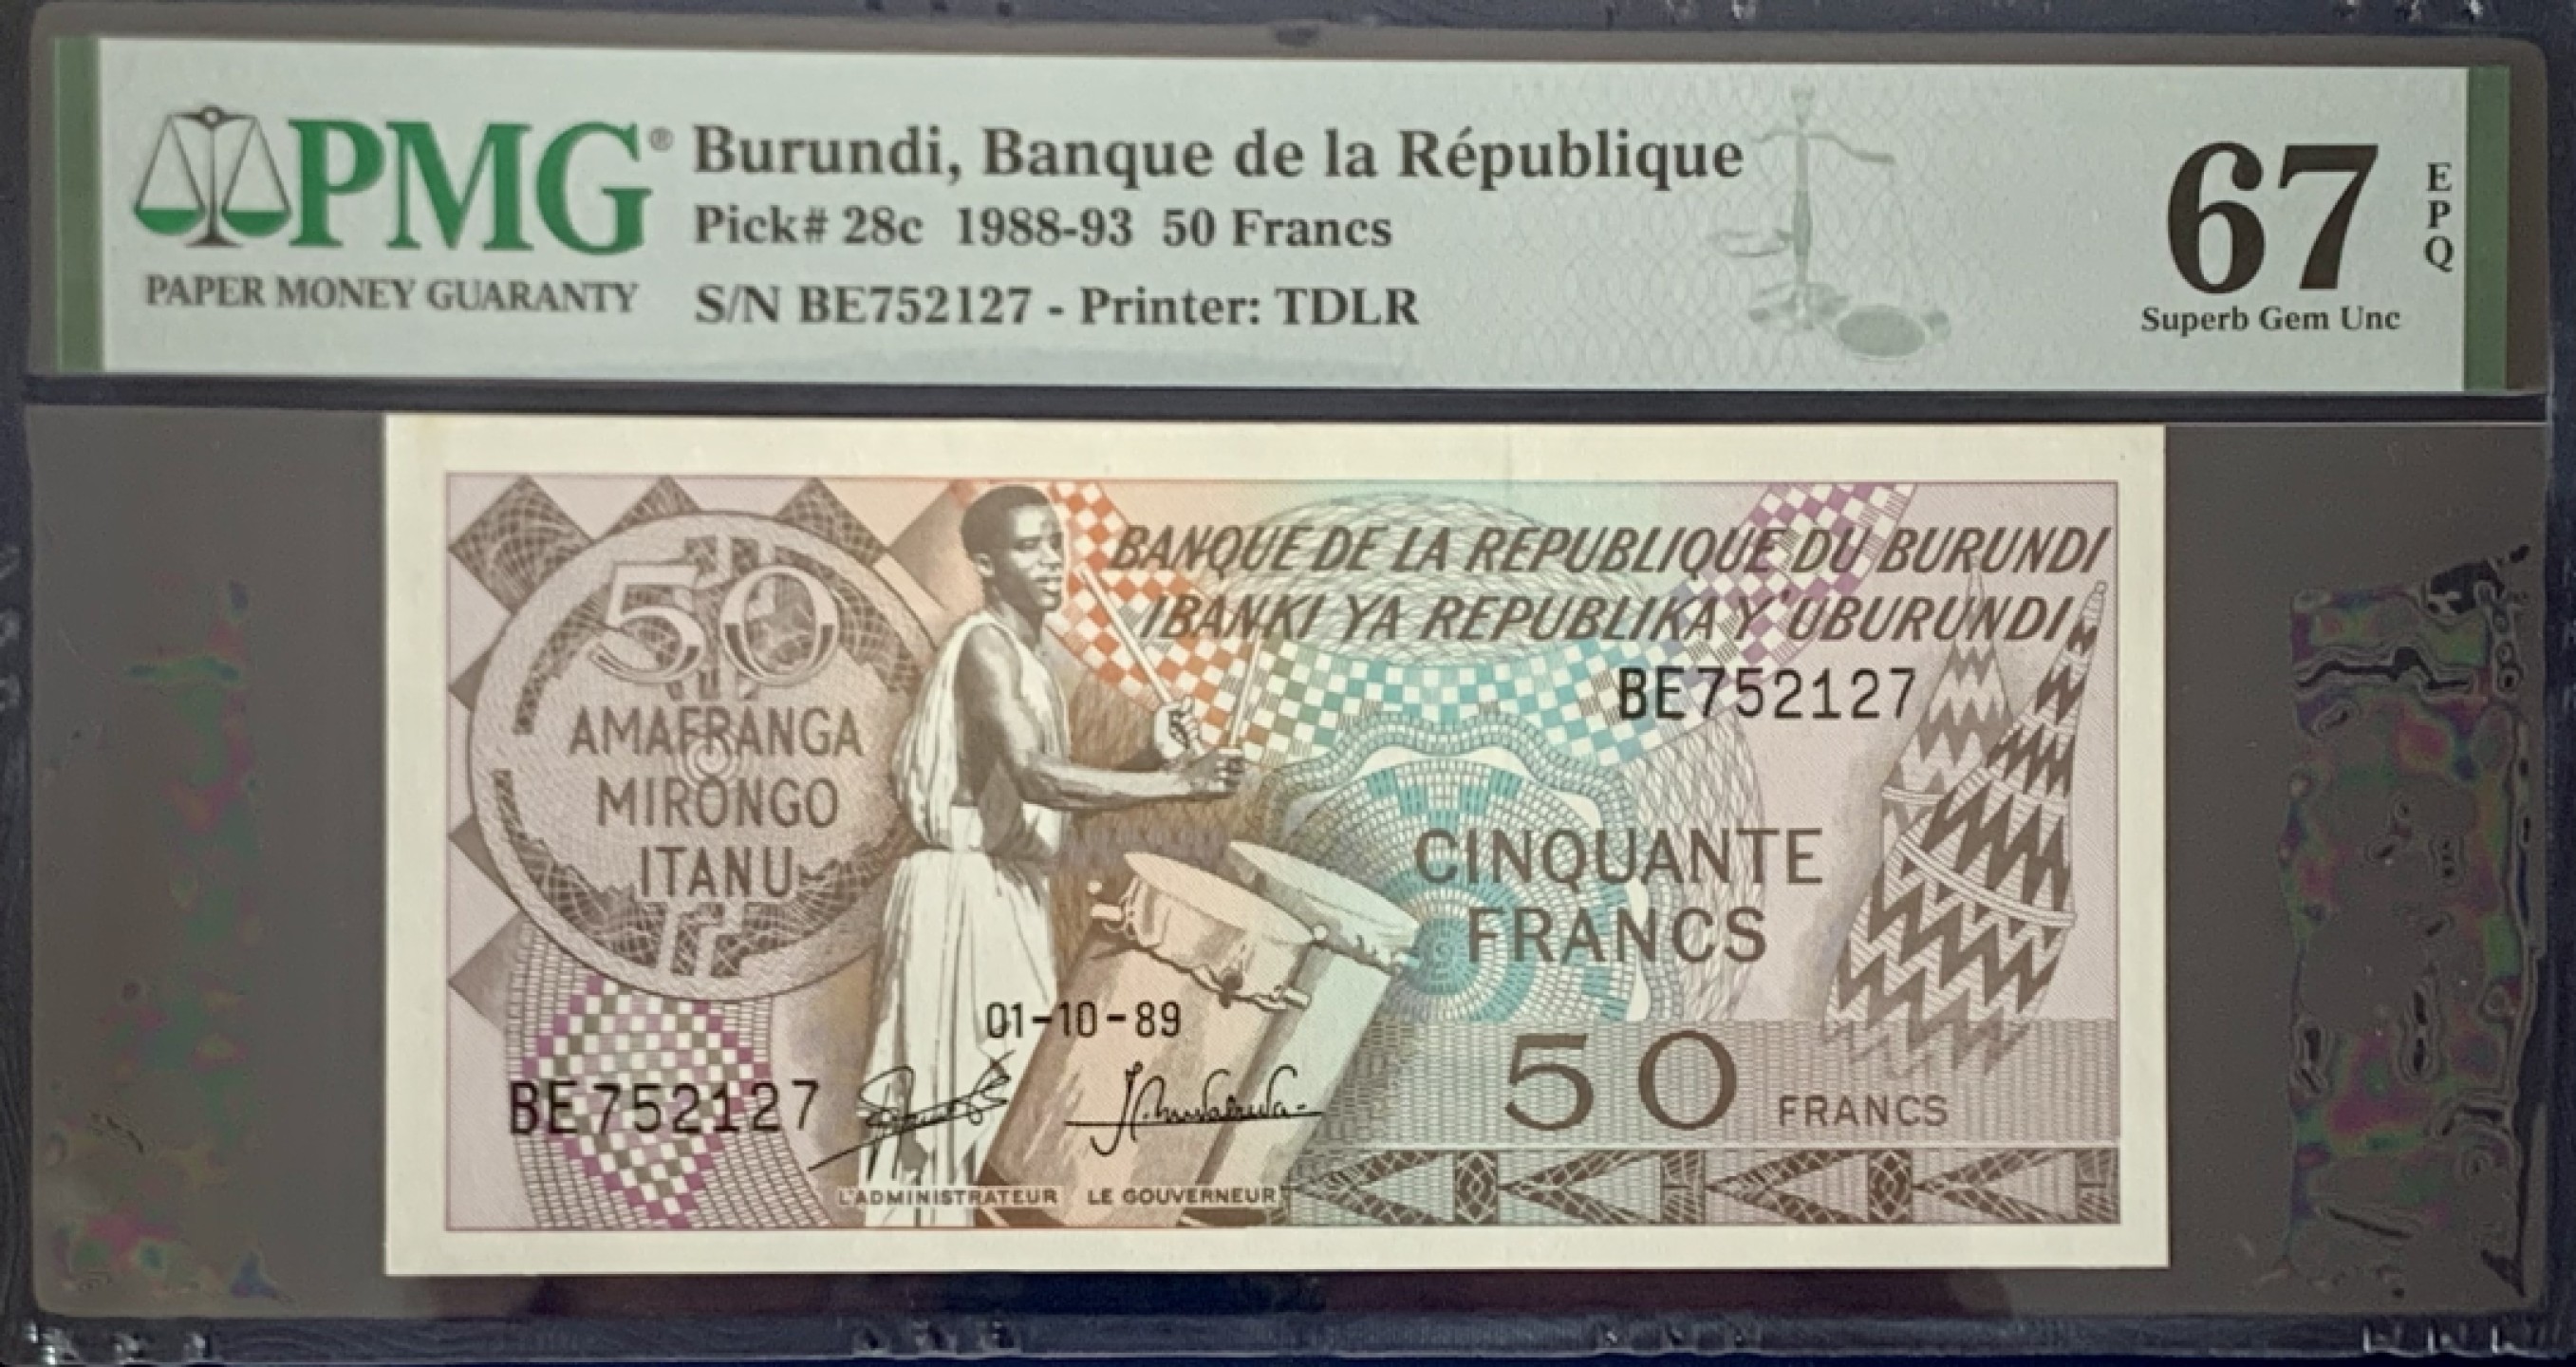 PMG®
PAPER MONEY GUARANTY
Burundi, Banque de la République
Pick# 28c 1988-93 50 Francs
S/N BE752127 - Printer: TDLR
67
EPQ
Superb Gem Unc
50
AMAFRANGA
MIRONGO
ITANU
BANQUE DE LA REPUBLIQUE DU BURUNDI
IBANKI YA REPUBLIKA Y'UBURUNDI
BE752127
CINQUANTE
FRANCS
01-10-89
BE752127
50 FRANCS
L'ADMINISTRATEUR LE GOUVERNEUR